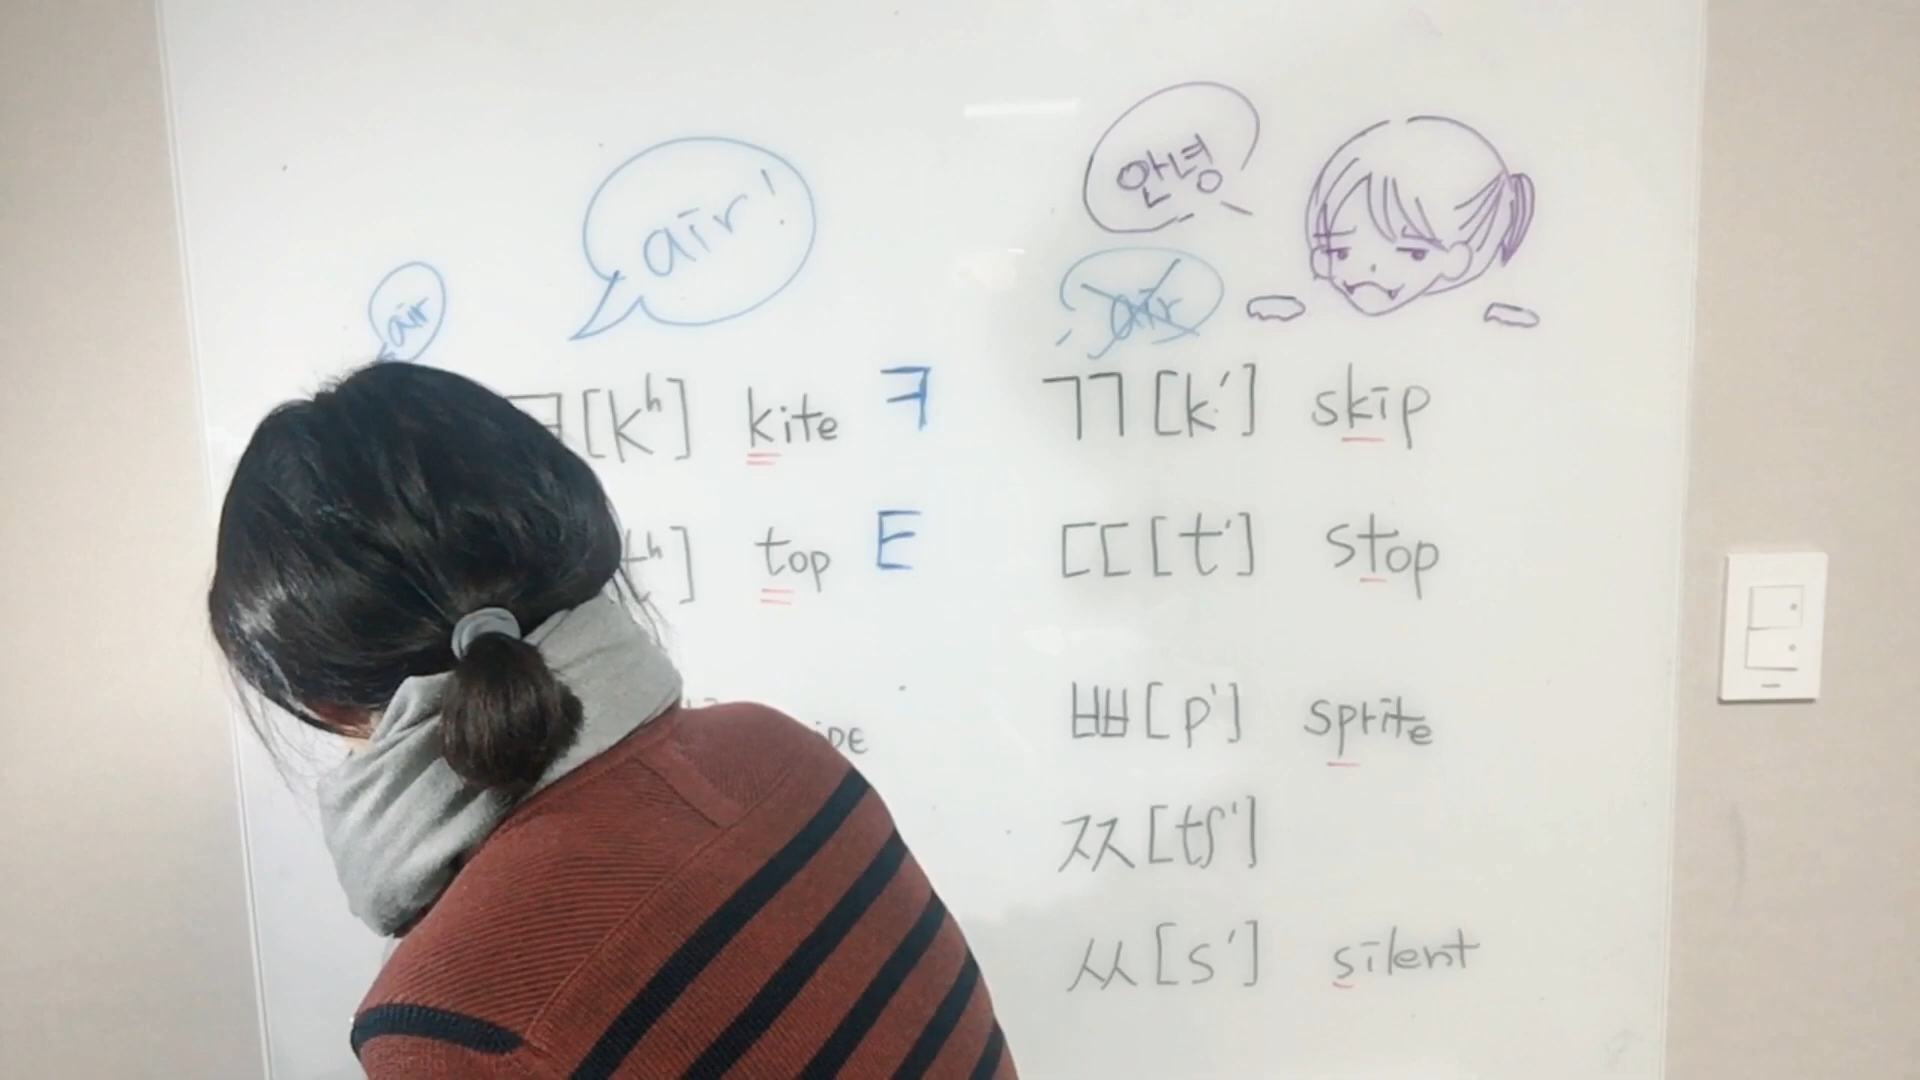 안녕
air!
air
air
[kʰ] kite ㅋ ㄲ [k'] skip
tʰ] top ㅌ ㄸ [t'] stop
ㅃ [p'] sprite
ㅉ [tʃ']
ㅆ [s'] silent